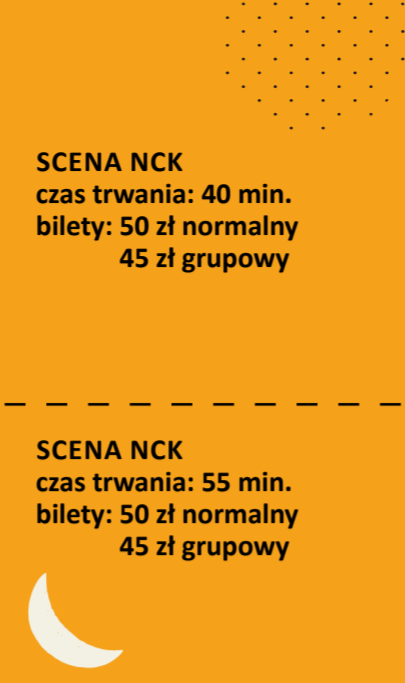 SCENA NCK
czas trwania: 40 min.
bilety: 50 zł normalny
45 zł grupowy
SCENA NCK
czas trwania: 55 min.
bilety: 50 zł normalny
45 zł grupowy